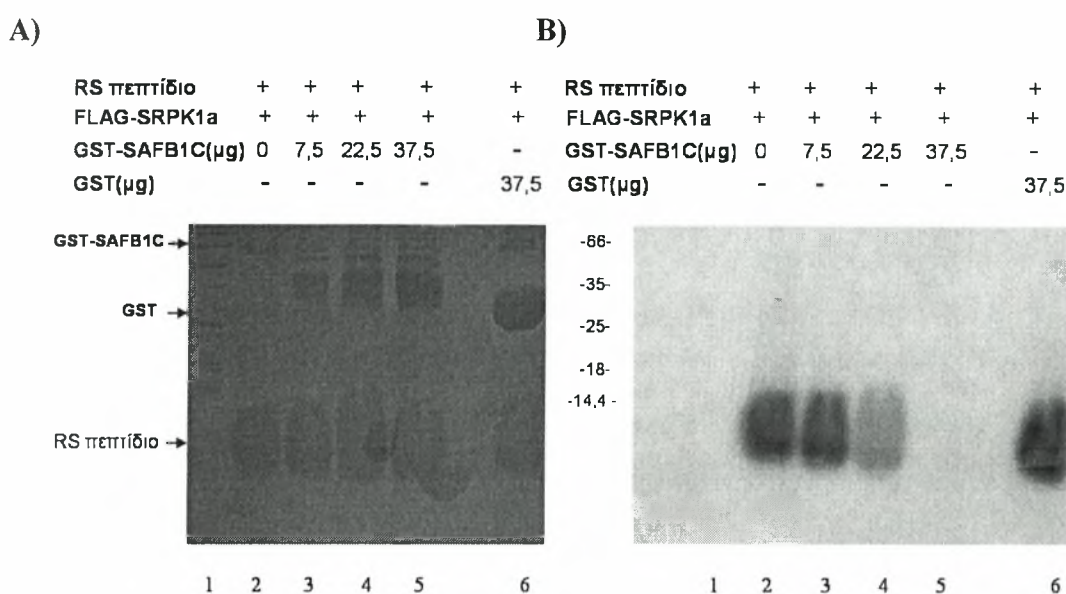 A)
RS πεπτίδιο + + + + +
FLAG-SRPK1a + + + + +
GST-SAFB1C(μg) 0 7,5 22,5 37,5 -
GST(μg) - - - - 37,5
GST-SAFB1C
GST
RS πεπτίδιο
1 2 3 4 5 6
B)
RS πεπτίδιο + + + + +
FLAG-SRPK1a + + + + +
GST-SAFB1C(μg) 0 7,5 22,5 37,5 -
GST(μg) - - - - 37,5
-66-
-35-
-25-
-18-
-14,4 -
1 2 3 4 5 6